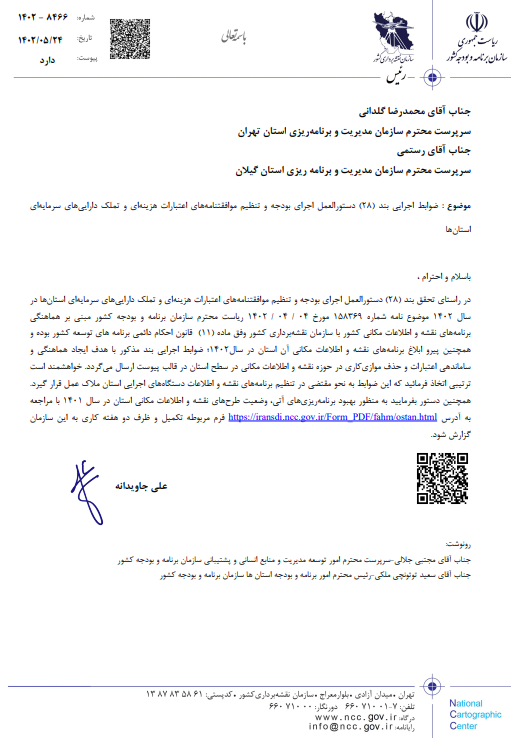 ریاست جمهوری
سازمان برنامه و بودجه کشور
سازمان نقشه برداری کشور
رئیس
باسمه‌تعالی
شماره: ۸۴۶۶ – ۱۴۰۲
تاریخ: ۱۴۰۲/۰۵/۲۴
پیوست: دارد
جناب آقای محمدرضا گلدانی
سرپرست محترم سازمان مدیریت و برنامه‌ریزی استان تهران
جناب آقای رستمی
سرپرست محترم سازمان مدیریت و برنامه ریزی استان گیلان
موضوع : ضوابط اجرایی بند (۲۸) دستورالعمل اجرای بودجه و تنظیم موافقتنامه‌های اعتبارات هزینه‌ای و تملک دارایی‌های سرمایه‌ای
استان‌ها
باسلام و احترام .
در راستای تحقق بند (۲۸) دستورالعمل اجرای بودجه و تنظیم موافقتنامه‌های اعتبارات هزینه‌ای و تملک دارایی‌های سرمایه‌ای استان‌ها در
سال ۱۴۰۲ موضوع نامه شماره ۱۵۸۳۶۹ مورخ ۰۴ / ۰۴ / ۱۴۰۲ ریاست محترم سازمان برنامه و بودجه کشور مبنی بر هماهنگی
برنامه‌های نقشه و اطلاعات مکانی کشور با سازمان نقشه‌برداری کشور وفق ماده (۱۱) قانون احکام دائمی برنامه های توسعه کشور بوده و
همچنین پیرو ابلاغ برنامه‌های نقشه و اطلاعات مکانی آن استان در سال۱۴۰۲؛ ضوابط اجرایی بند مذکور با هدف ایجاد هماهنگی و
ساماندهی اعتبارات و حذف موازی‌کاری در حوزه نقشه و اطلاعات مکانی در سطح استان در قالب پیوست ارسال می‌گردد. خواهشمند است
ترتیبی اتخاذ فرمائید که این ضوابط به نحو مقتضی در تنظیم برنامه‌های نقشه و اطلاعات دستگاه‌های اجرایی استان ملاک عمل قرار گیرد.
همچنین دستور بفرمایید به منظور بهبود برنامه‌ریزی‌های آتی، وضعیت طرح‌های نقشه و اطلاعات مکانی استان در سال ۱۴۰۱ با مراجعه
به آدرس https://iransdi.ncc.gov.ir/Form_PDF/fahm/ostan.html فرم مربوطه تکمیل و ظرف دو هفته کاری به این سازمان
گزارش شود.
علی جاویدانه
رونوشت:
جناب آقای مجتبی جلالی-سرپرست محترم امور توسعه مدیریت و منابع انسانی و پشتیبانی سازمان برنامه و بودجه کشور
جناب آقای سعید توتونچی ملکی-رئیس محترم امور برنامه و بودجه استان ها سازمان برنامه و بودجه کشور
تهران •میدان آزادی •بلوارمعراج •سازمان نقشه‌برداری‌کشور •کدپستی: ۶۱ ۵۸ ۸۳ ۸۷ ۱۳
تلفن: ۷-۰۱ ۷۱۰ ۶۶۰ دورنگار: ۰۰ ۷۱۰ ۶۶۰
درگاه: www.ncc.gov.ir
رایانامه: info@ncc.gov.ir
National
Cartographic
Center